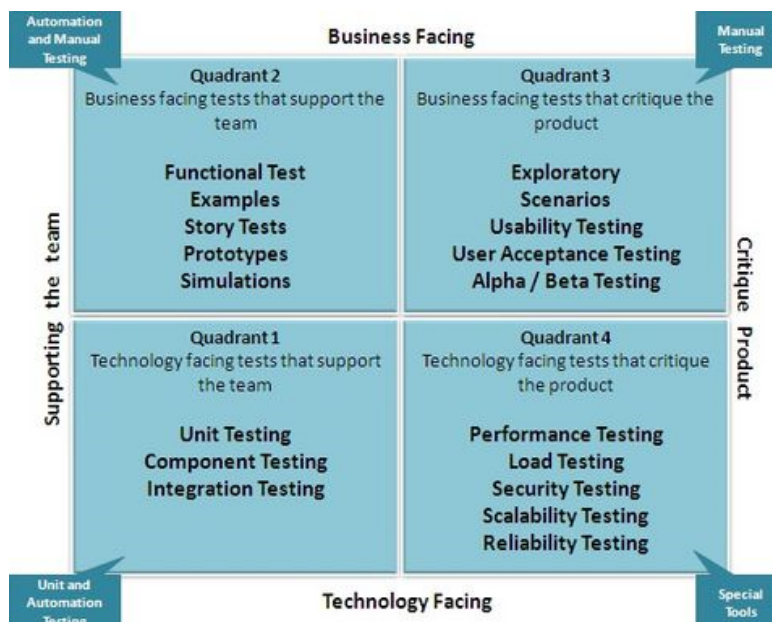 Automation
and Manual
Testing
Business Facing
Manual
Testing
Quadrant 2
Business facing tests that support the
team
Functional Test
Examples
Story Tests
Prototypes
Simulations
Quadrant 3
Business facing tests that critique the
product
Exploratory
Scenarios
Usability Testing
User Acceptance Testing
Alpha / Beta Testing
Supporting the team
Critique Product
Quadrant 1
Technology facing tests that support
the team
Unit Testing
Component Testing
Integration Testing
Quadrant 4
Technology facing tests that critique
the product
Performance Testing
Load Testing
Security Testing
Scalability Testing
Reliability Testing
Unit and
Automation
Testing
Technology Facing
Special
Tools